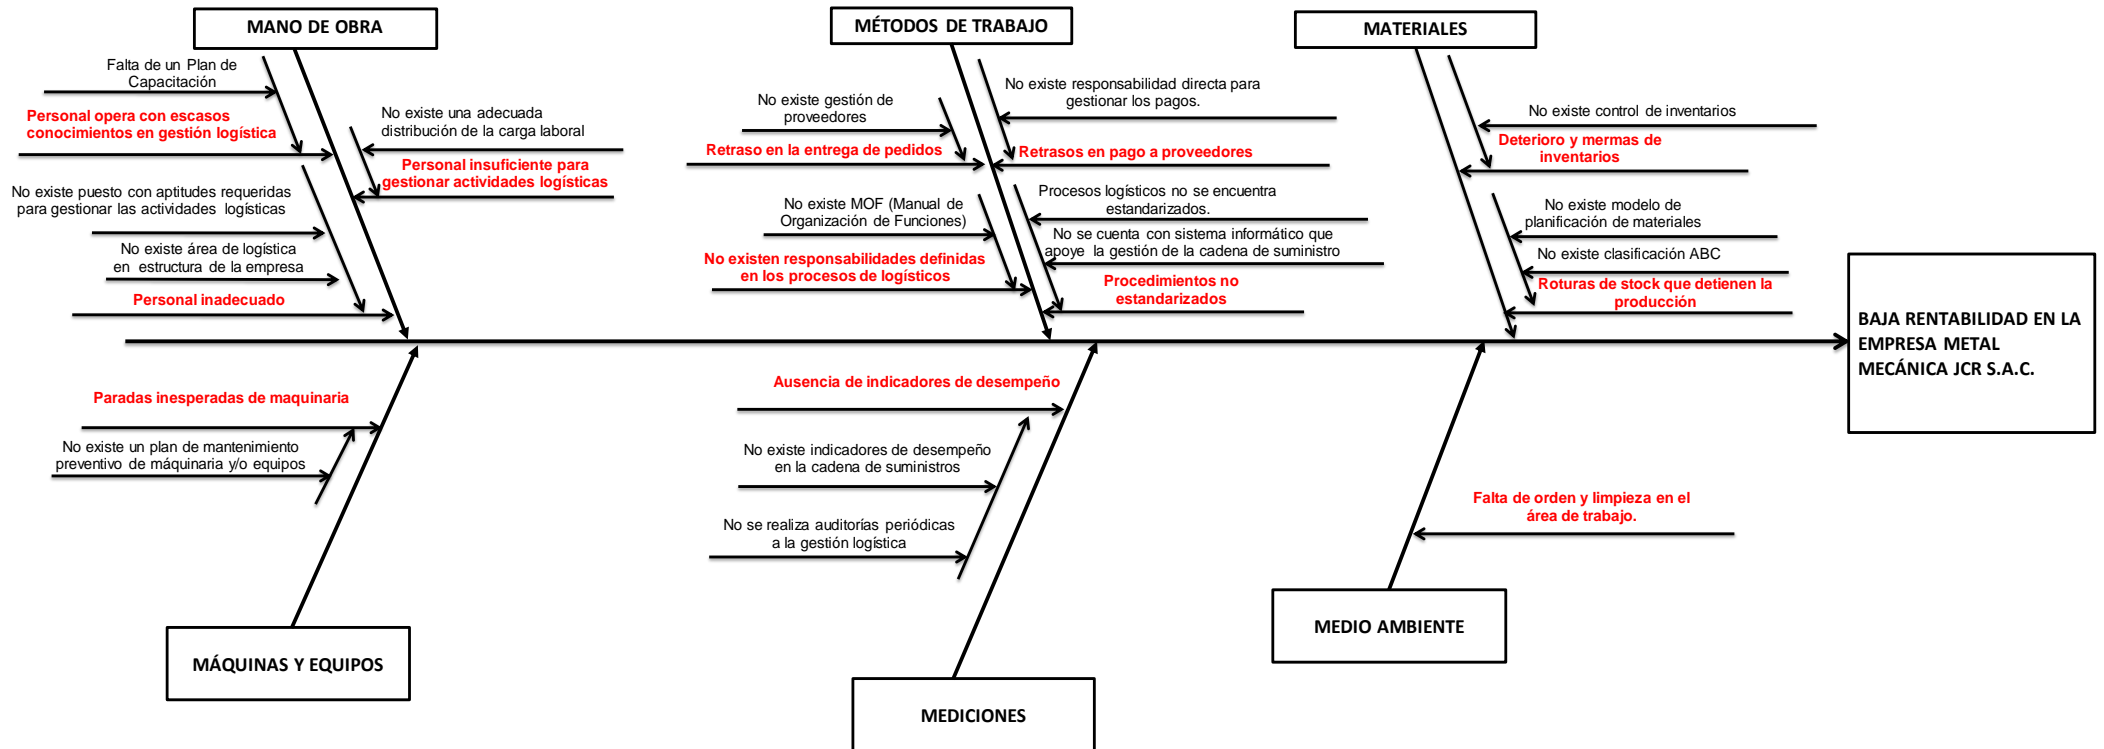 MANO DE OBRA
Falta de un Plan de
Capacitación
Personal opera con escasos
conocimientos en gestión logística
No existe una adecuada
distribución de la carga laboral
Personal insuficiente para
gestionar actividades logísticas
No existe puesto con aptitudes requeridas
para gestionar las actividades logísticas
No existe área de logística
en estructura de la empresa
Personal inadecuado
MÉTODOS DE TRABAJO
No existe gestión de
proveedores
Retraso en la entrega de pedidos
No existe responsabilidad directa para
gestionar los pagos.
Retrasos en pago a proveedores
No existe MOF (Manual de
Organización de Funciones)
No existen responsabilidades definidas
en los procesos de logísticos
Procesos logísticos no se encuentra
estandarizados.
No se cuenta con sistema informático que
apoye la gestión de la cadena de suministro
Procedimientos no
estandarizados
MATERIALES
No existe control de inventarios
Deterioro y mermas de
inventarios
No existe modelo de
planificación de materiales
No existe clasificación ABC
Roturas de stock que detienen la
producción
BAJA RENTABILIDAD EN LA
EMPRESA METAL
MECÁNICA JCR S.A.C.
Paradas inesperadas de maquinaria
No existe un plan de mantenimiento
preventivo de máquinaria y/o equipos
MÁQUINAS Y EQUIPOS
Ausencia de indicadores de desempeño
No existe indicadores de desempeño
en la cadena de suministros
No se realiza auditorías periódicas
a la gestión logística
MEDICIONES
Falta de orden y limpieza en el
área de trabajo.
MEDIO AMBIENTE